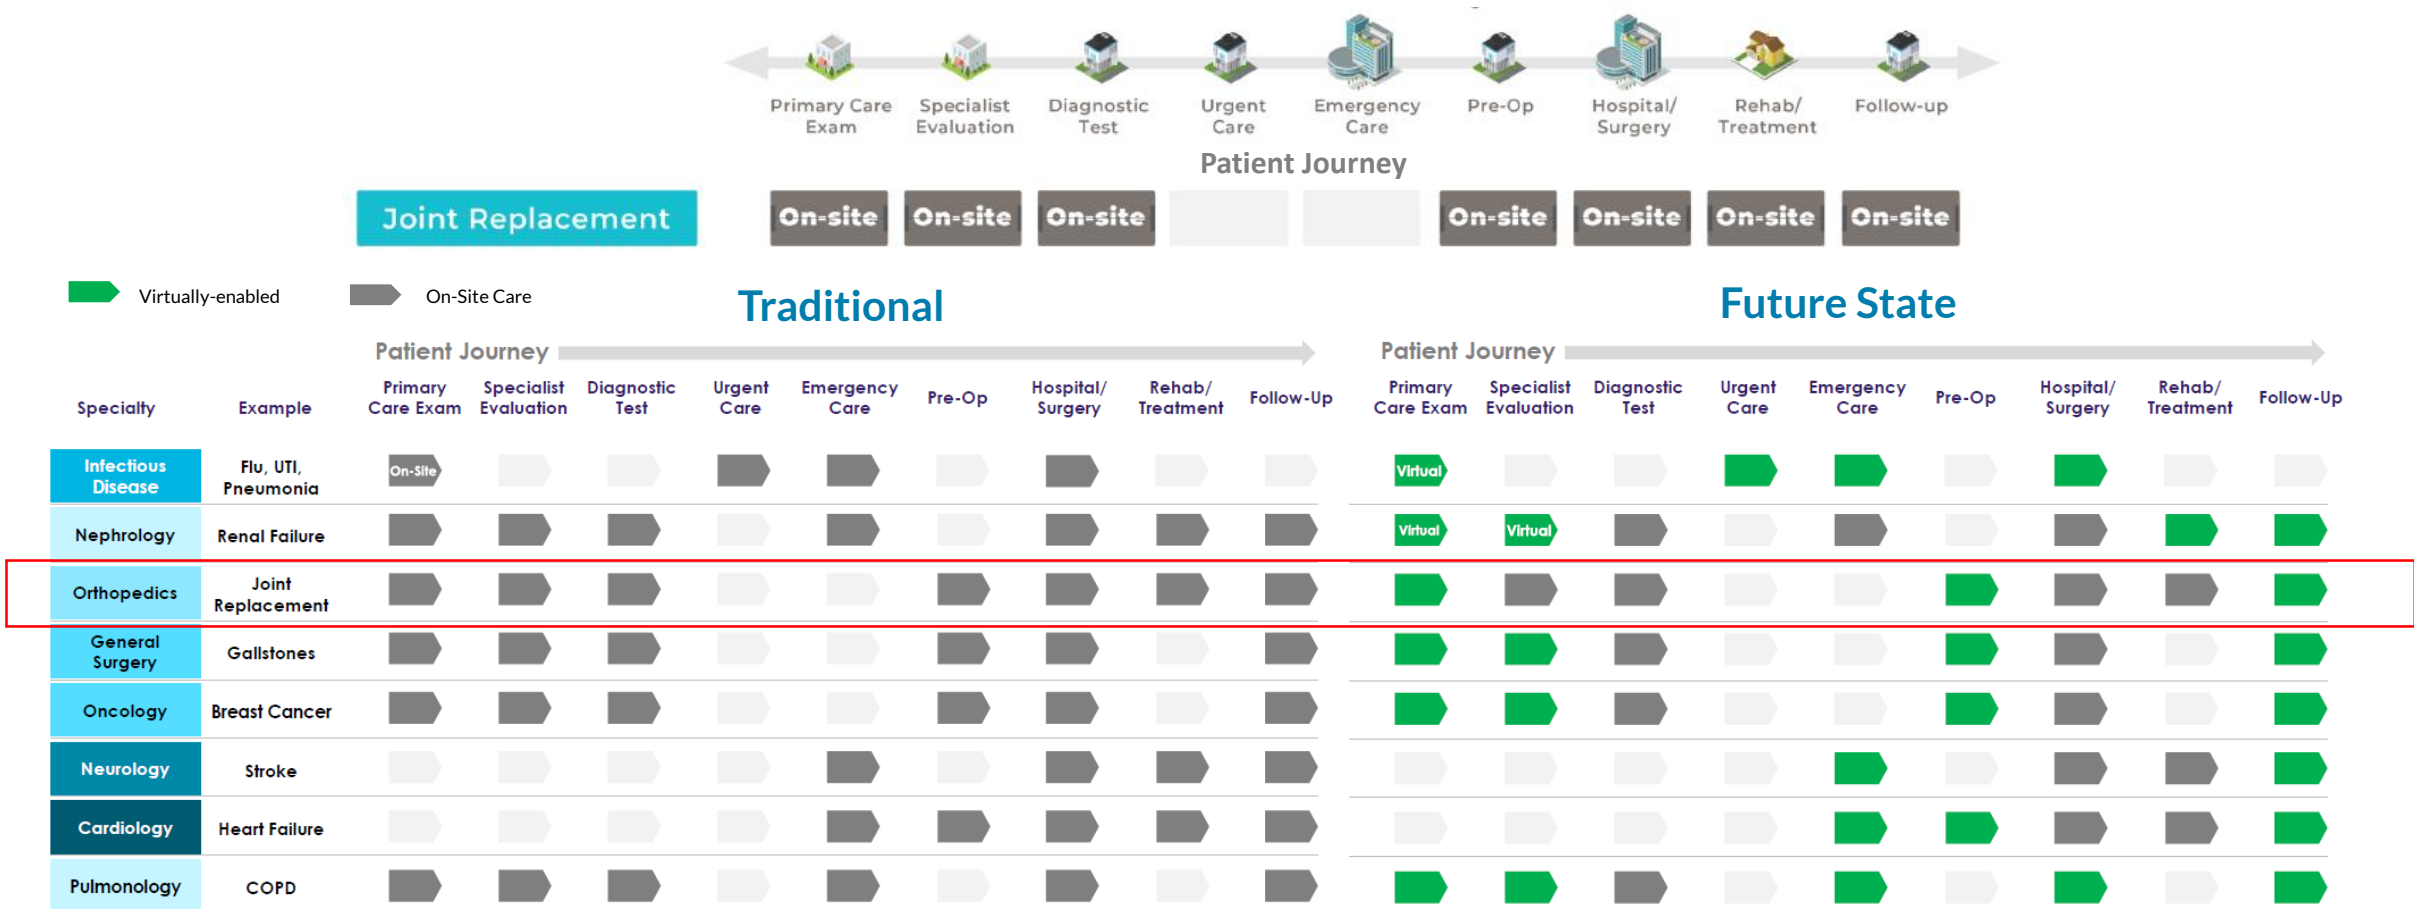 Primary Care Exam
Specialist Evaluation
Diagnostic Test
Urgent Care
Emergency Care
Pre-Op
Hospital/ Surgery
Rehab/ Treatment
Follow-up
Patient Journey
Joint Replacement
On-site On-site On-site On-site On-site On-site On-site
Virtually-enabled
On-Site Care
Traditional
Future State
Patient Journey
Patient Journey
Specialty
Example
Primary Care Exam
Specialist Evaluation
Diagnostic Test
Urgent Care
Emergency Care
Pre-Op
Hospital/ Surgery
Rehab/ Treatment
Follow-Up
Primary Care Exam
Specialist Evaluation
Diagnostic Test
Urgent Care
Emergency Care
Pre-Op
Hospital/ Surgery
Rehab/ Treatment
Follow-Up
Infectious Disease
Flu, UTI, Pneumonia
On-Site
Virtual
Nephrology
Renal Failure
Virtual
Virtual
Orthopedics
Joint Replacement
General Surgery
Gallstones
Oncology
Breast Cancer
Neurology
Stroke
Cardiology
Heart Failure
Pulmonology
COPD